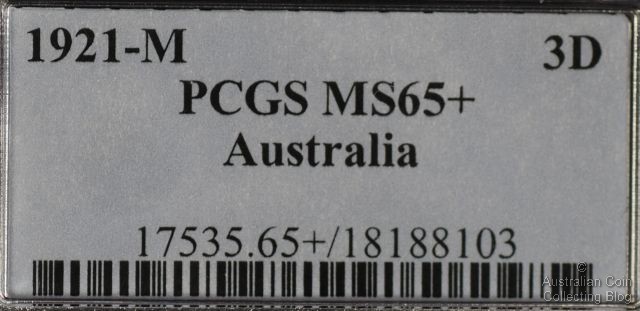 1921-M 3D
PCGS MS65+
Australia
17535.65+/18188103
©
Australian Coin
Collecting Blog